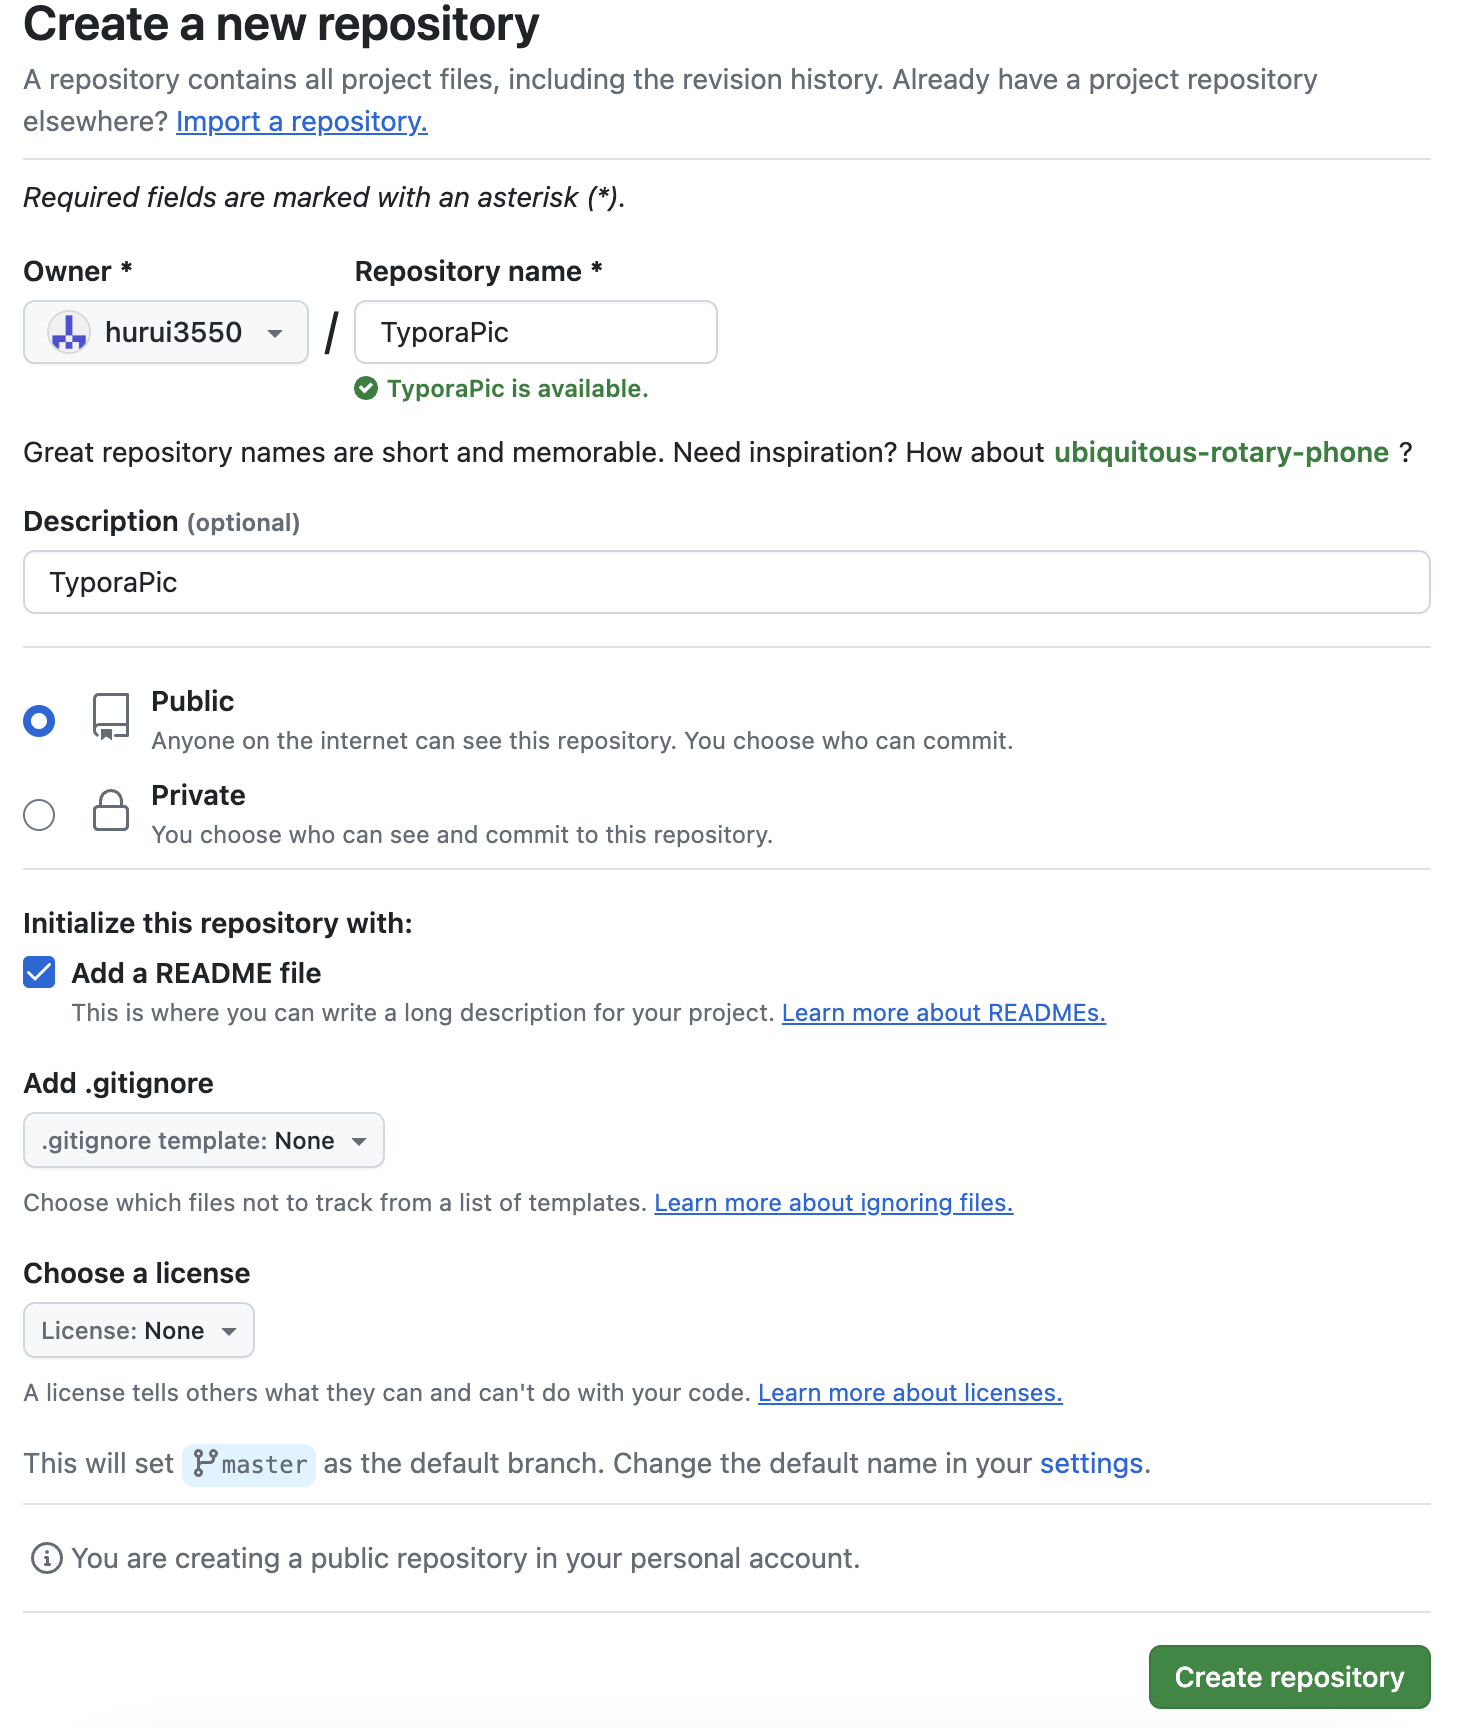 Create a new repository
A repository contains all project files, including the revision history. Already have a project repository
elsewhere? Import a repository.
Required fields are marked with an asterisk (*).
Owner * Repository name *
hurui3550 / TyporaPic
TyporaPic is available.
Great repository names are short and memorable. Need inspiration? How about ubiquitous-rotary-phone ?
Description (optional)
TyporaPic
Public
Anyone on the internet can see this repository. You choose who can commit.
Private
You choose who can see and commit to this repository.
Initialize this repository with:
Add a README file
This is where you can write a long description for your project. Learn more about READMEs.
Add .gitignore
.gitignore template: None
Choose which files not to track from a list of templates. Learn more about ignoring files.
Choose a license
License: None
A license tells others what they can and can't do with your code. Learn more about licenses.
This will set master as the default branch. Change the default name in your settings.
You are creating a public repository in your personal account.
Create repository